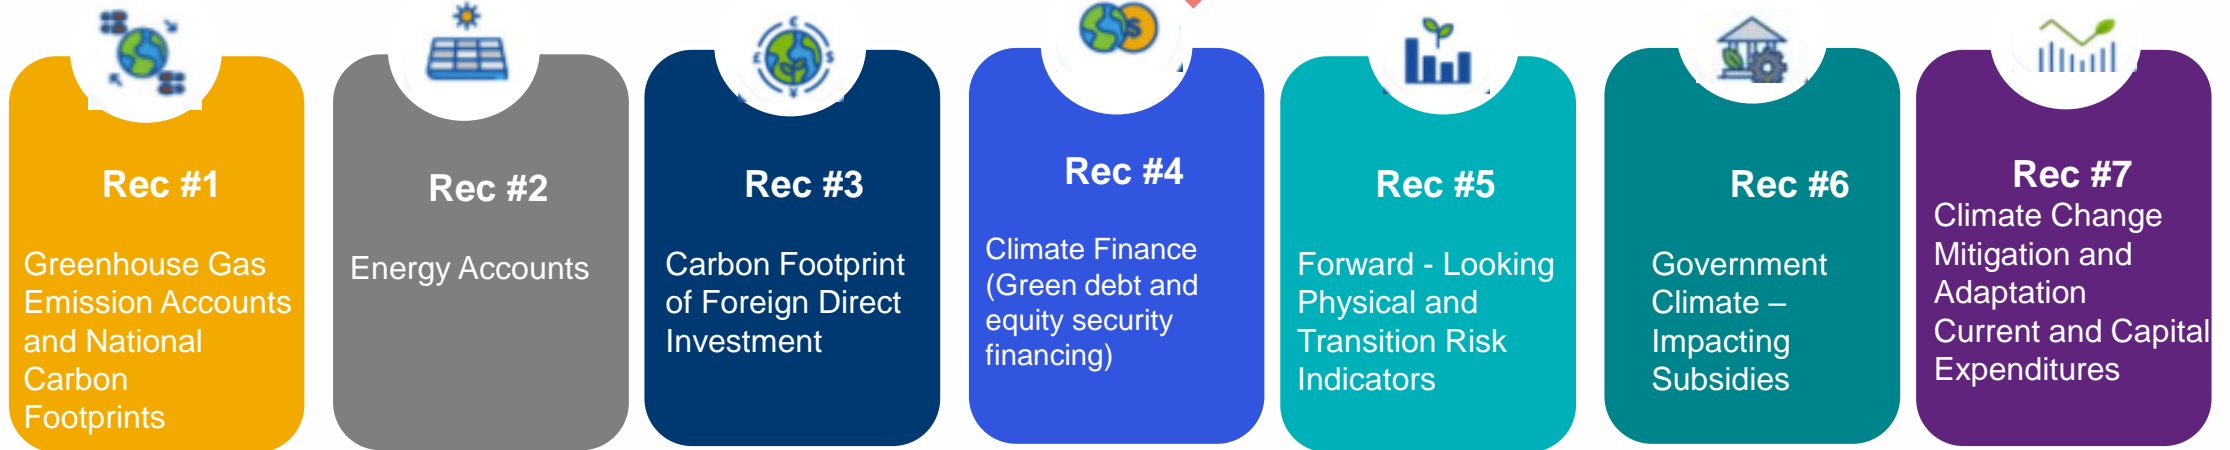 Rec #1
Greenhouse Gas
Emission Accounts
and National
Carbon
Footprints
Rec #2
Energy Accounts
Rec #3
Carbon Footprint
of Foreign Direct
Investment
Rec #4
Climate Finance
(Green debt and
equity security
financing)
Rec #5
Forward - Looking
Physical and
Transition Risk
Indicators
Rec #6
Government
Climate –
Impacting
Subsidies
Rec #7
Climate Change
Mitigation and
Adaptation
Current and Capital
Expenditures